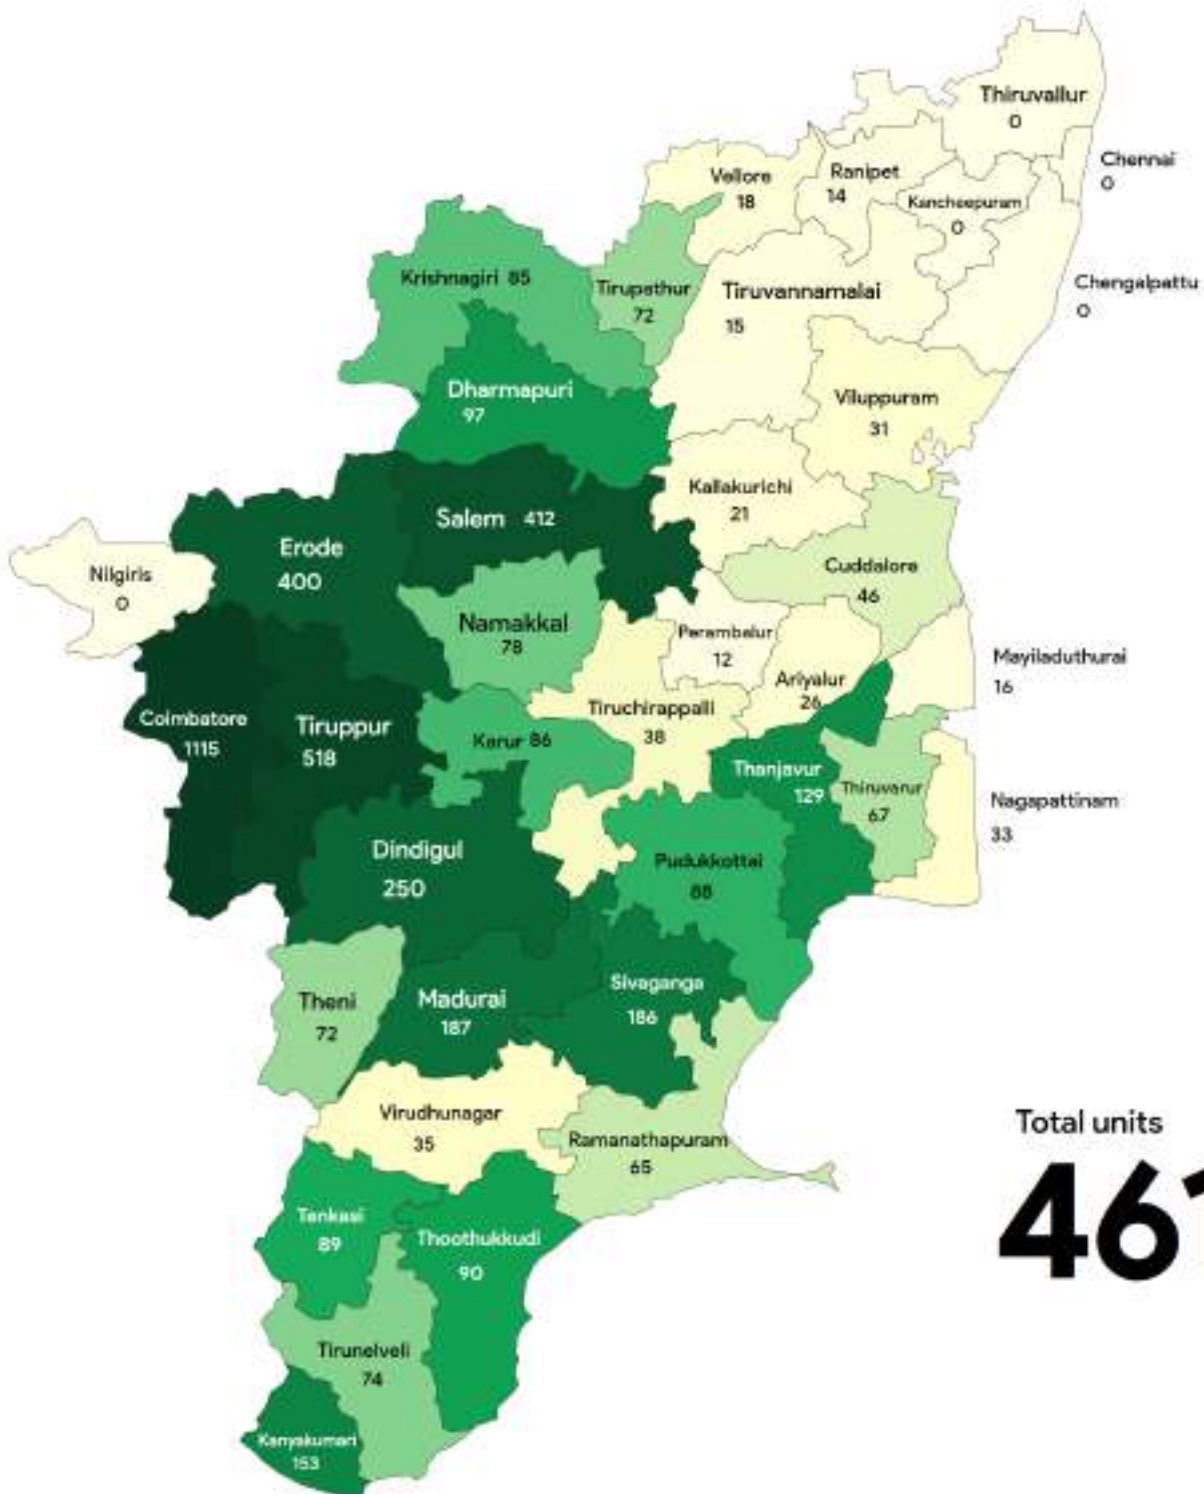 Thiruvallur
0
Chennai
0
Vellore
18
Ranipet
14
Kancheepuram
0
Krishnagiri 85
Tirupathur
72
Tiruvannamalai
15
Chengalpattu
0
Dharmapuri
97
Viluppuram
31
Kallakurichi
21
Salem 412
Erode
400
Nilgiris
0
Cuddalore
46
Namakkal
78
Perambalur
12
Ariyalur
26
Mayiladuthurai
16
Coimbatore
1115
Tiruppur
518
Karur 86
Tiruchirappalli
38
Thanjavur
129
Thiruvarur
67
Nagapattinam
33
Dindigul
250
Pudukkottai
88
Theni
72
Madurai
187
Sivaganga
186
Virudhunagar
35
Ramanathapuram
65
Total units
461
Tenkasi
89
Thoothukkudi
90
Tirunelveli
74
Kanyakumari
153